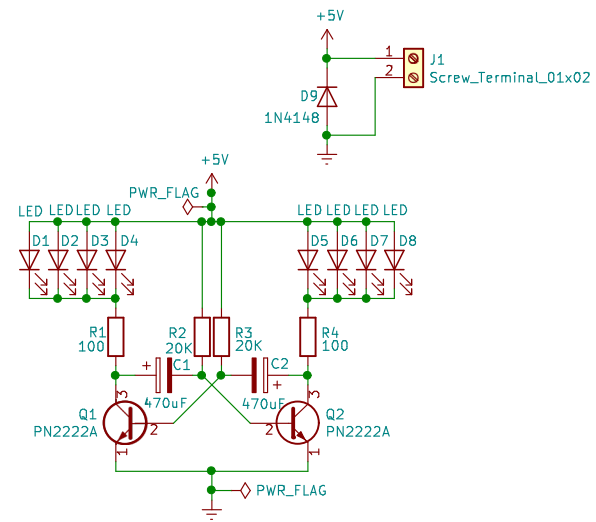 +5V
1
J1
2
Screw_Terminal_01x02
D9
1N4148
+5V
PWR_FLAG
LED LED LED LED
LED LED LED LED
D1 D2 D3 D4
D5 D6 D7 D8
R1
100
R2
20K
R3
20K
R4
100
+ C1
470uF
C2
+
470uF
3
Q1
PN2222A
2
1
3
Q2
PN2222A
2
1
PWR_FLAG